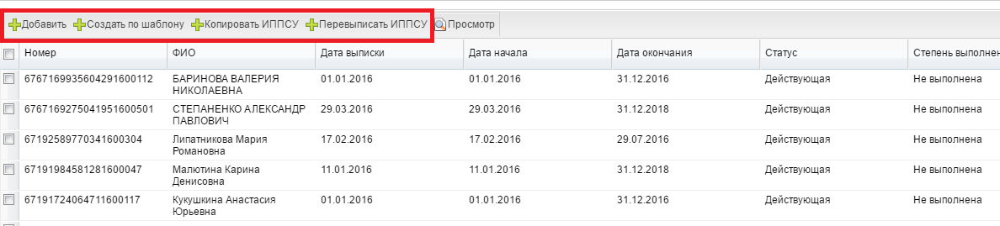 Добавить Создать по шаблону Копировать ИППСУ Перевыписать ИППСУ Просмотр
Номер ФИО Дата выписки Дата начала Дата окончания Статус Степень выполнен
6767169935604291600112 БАРИНОВА ВАЛЕРИЯ 01.01.2016 01.01.2016 31.12.2016 Действующая Не выполнена
НИКОЛАЕВНА
6767169275041951600501 СТЕПАНЕНКО АЛЕКСАНДР 29.03.2016 29.03.2016 31.12.2018 Действующая Не выполнена
ПАВЛОВИЧ
67192589770341600304 Липатникова Мария 17.02.2016 17.02.2016 29.07.2016 Действующая Не выполнена
Романовна
67191984581281600047 Малютина Карина 11.01.2016 11.01.2016 31.12.2018 Действующая Не выполнена
Денисовна
67191724064711600117 Кукушкина Анастасия 01.01.2016 01.01.2016 31.12.2016 Действующая Не выполнена
Юрьевна